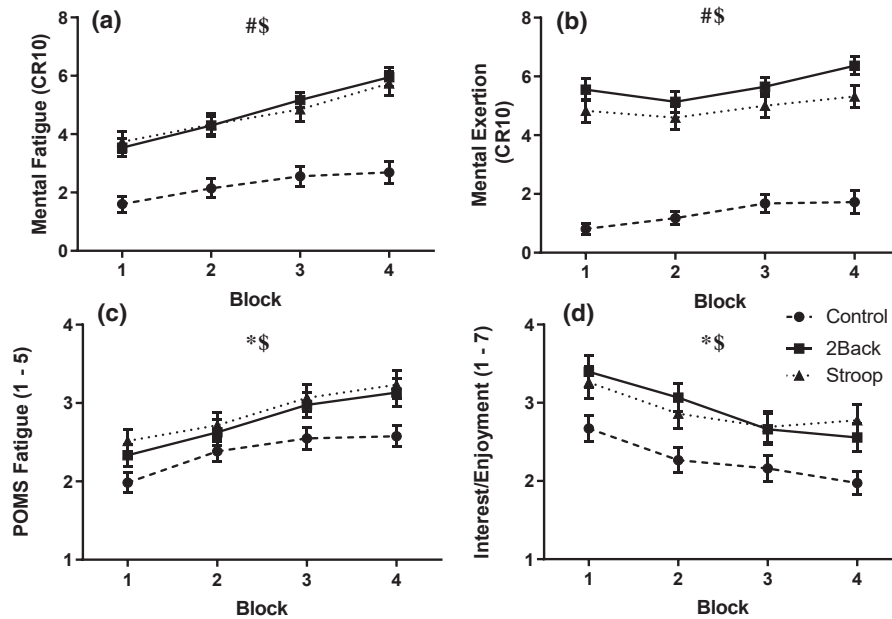 (a)
#$
Mental Fatigue (CR10)
8
6
4
2
0
1 2 3 4
Block
(b)
#$
Mental Exertion
(CR10)
8
6
4
2
0
1 2 3 4
Block
(c)
*$
POMS Fatigue (1 - 5)
4
3
2
1
1 2 3 4
Block
(d)
*$
Interest/Enjoyment (1 - 7)
4
3
2
1
1 2 3 4
Block
Control
2Back
Stroop